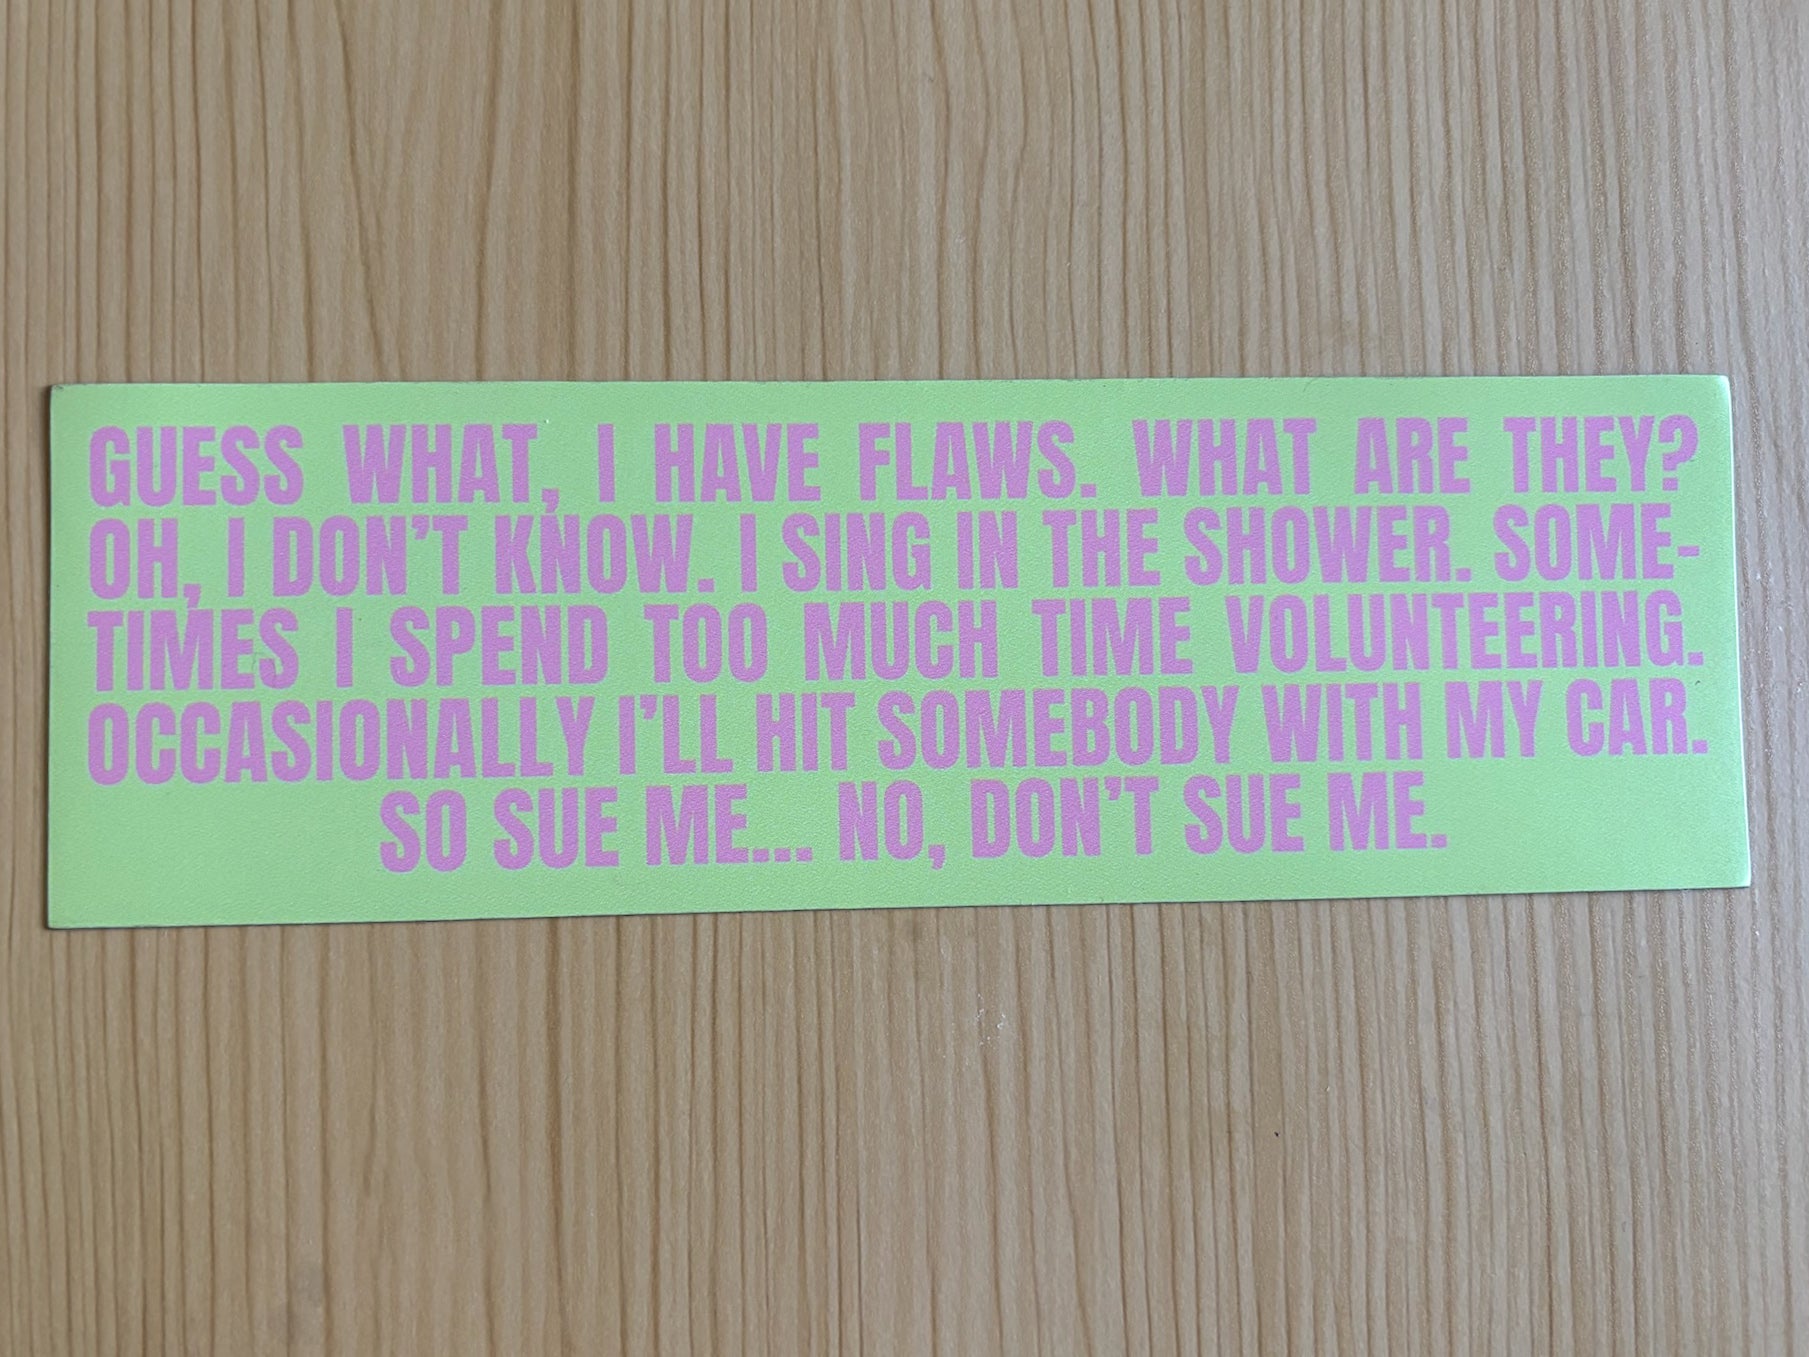 GUESS WHAT, I HAVE FLAWS. WHAT ARE THEY?
OH, I DON'T KNOW. I SING IN THE SHOWER. SOME-
TIMES I SPEND TOO MUCH TIME VOLUNTEERING.
OCCASIONALLY I'LL HIT SOMEBODY WITH MY CAR.
SO SUE ME... NO, DON'T SUE ME.